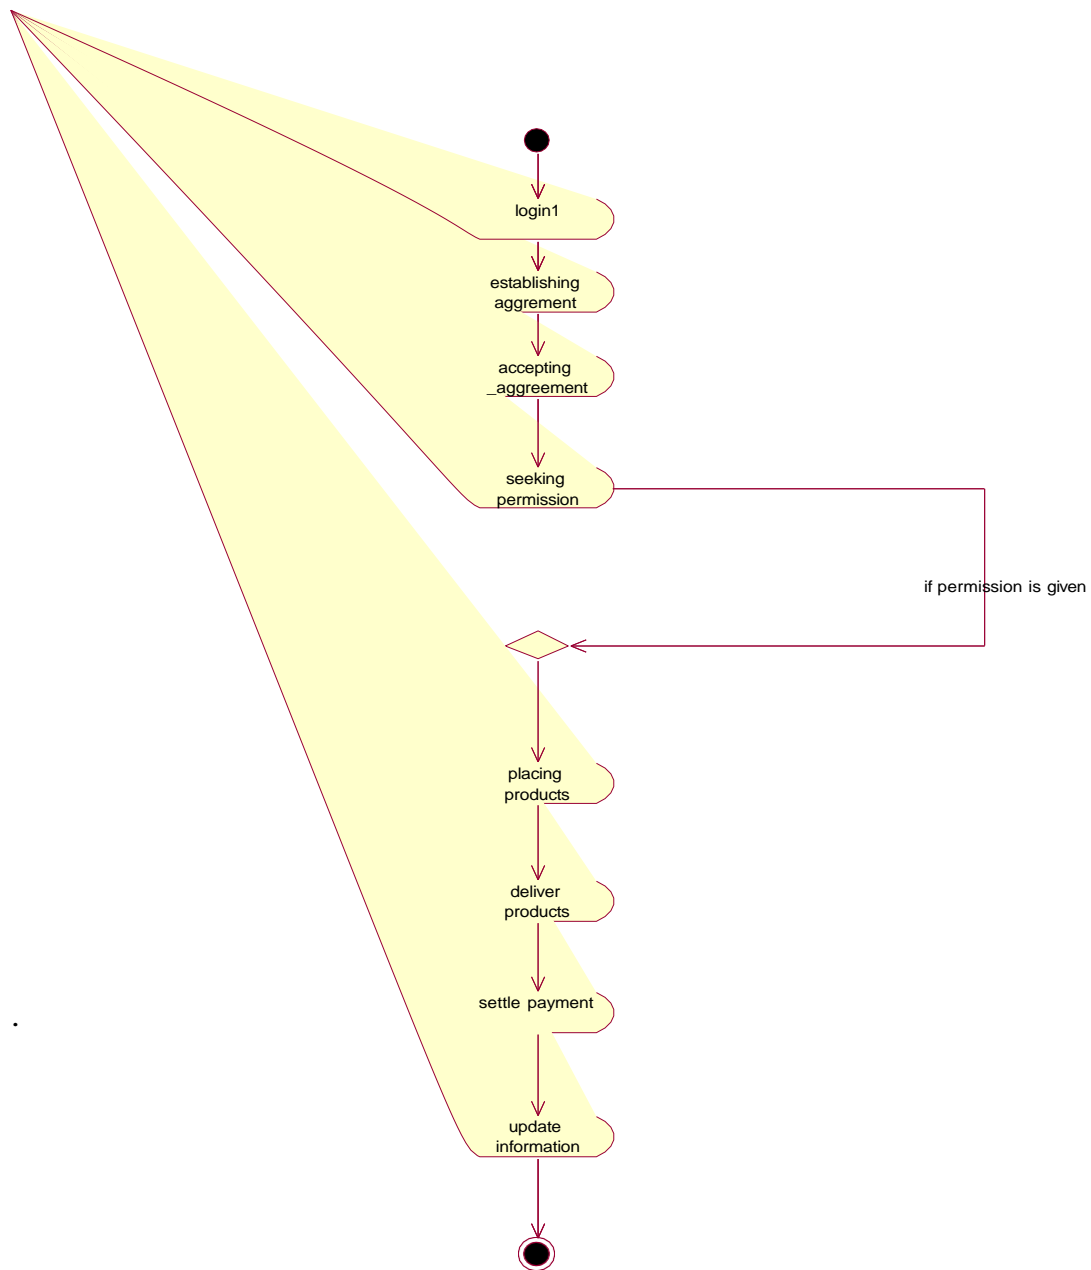 login1
establishing
aggrement
accepting
_aggreement
seeking
permission
if permission is given
placing
products
deliver
products
settle payment
.
update
information